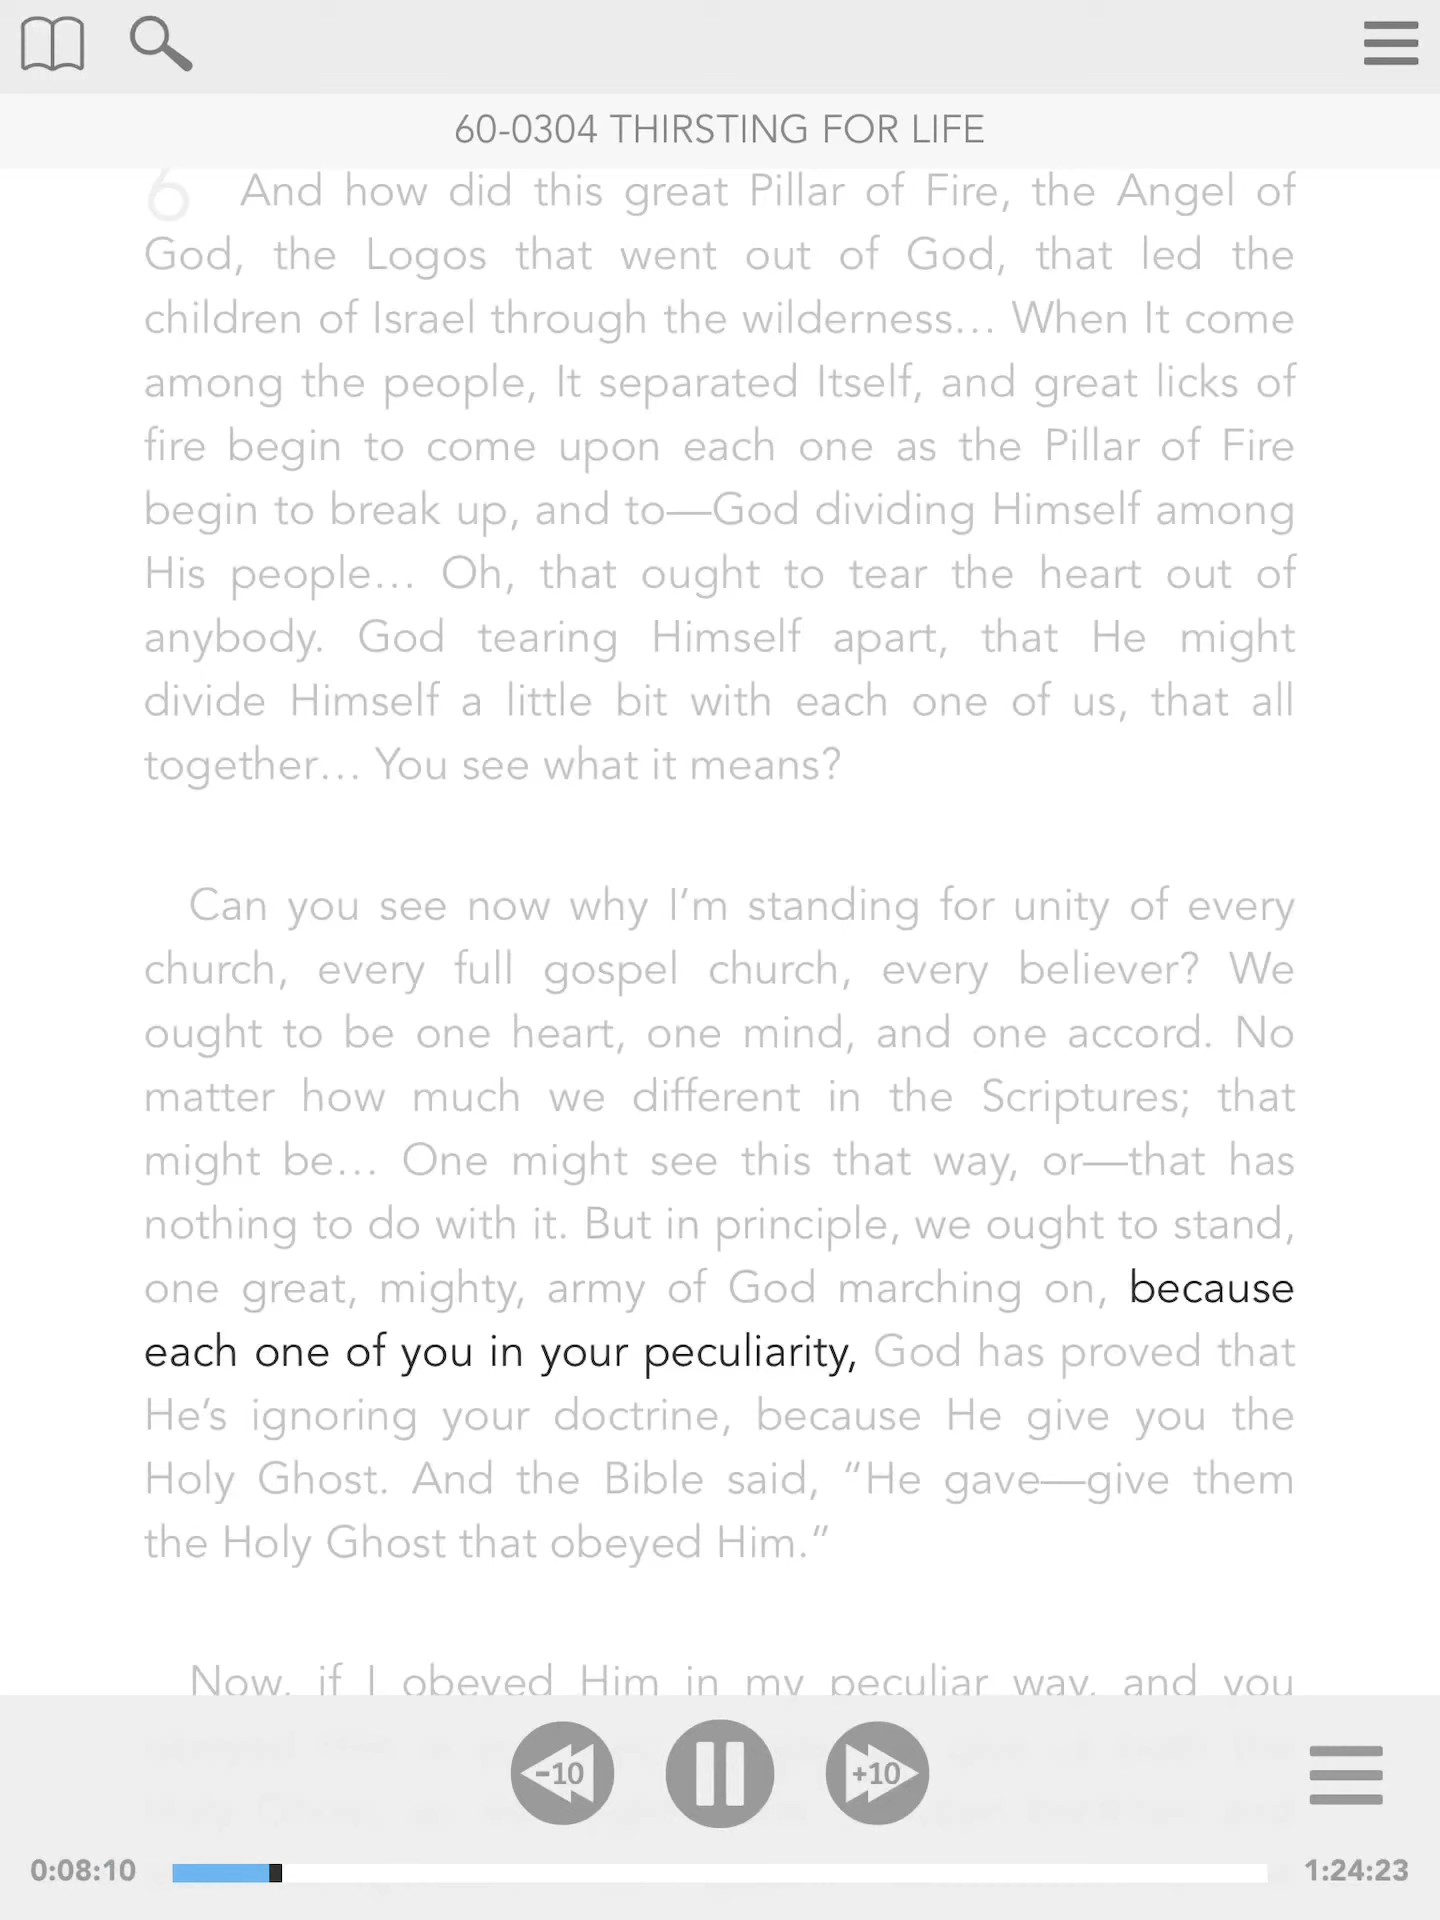 60-0304 THIRSTING FOR LIFE
6 And how did this great Pillar of Fire, the Angel of
God, the Logos that went out of God, that led the
children of Israel through the wilderness… When It come
among the people, It separated Itself, and great licks of
fire begin to come upon each one as the Pillar of Fire
begin to break up, and to—God dividing Himself among
His people… Oh, that ought to tear the heart out of
anybody. God tearing Himself apart, that He might
divide Himself a little bit with each one of us, that all
together… You see what it means?
Can you see now why I’m standing for unity of every
church, every full gospel church, every believer? We
ought to be one heart, one mind, and one accord. No
matter how much we different in the Scriptures; that
might be… One might see this that way, or—that has
nothing to do with it. But in principle, we ought to stand,
one great, mighty, army of God marching on, because
each one of you in your peculiarity, God has proved that
He’s ignoring your doctrine, because He give you the
Holy Ghost. And the Bible said, “He gave—give them
the Holy Ghost that obeyed Him.”
Now, if I obeyed Him in my peculiar way, and you
-10 +10
0:08:10 1:24:23